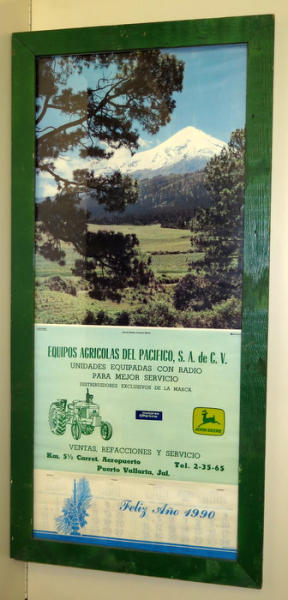 EQUIPOS AGRICOLAS DEL PACIFICO, S. A. de C. V.
UNIDADES EQUIPADAS CON RADIO
PARA MEJOR SERVICIO
DISTRIBUIDORES EXCLUSIVOS DE LA MARCA
JOHN DEERE
VENTAS, REFACCIONES Y SERVICIO
Km. 5½ Carret. Aeropuerto Tel. 2-35-65
Puerto Vallarta, Jal.
Feliz Año 1990